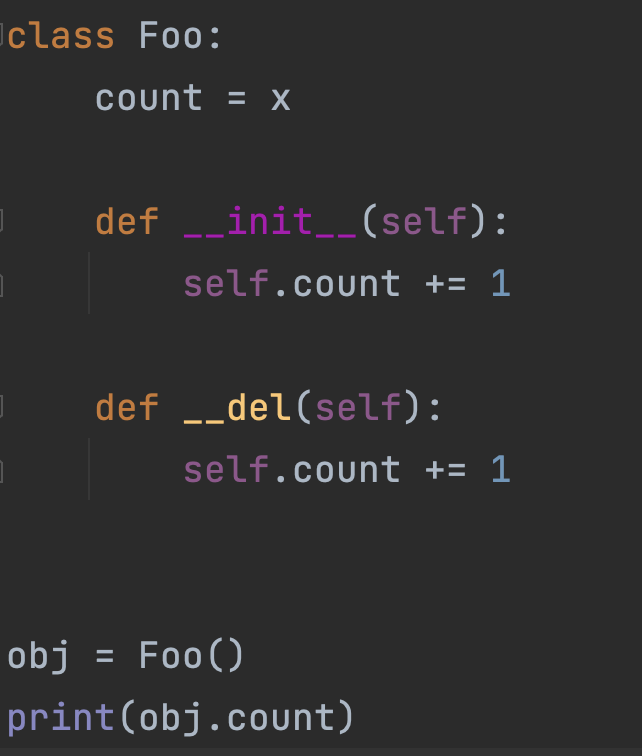 class Foo:
    count = x
    def __init__(self):
        self.count += 1
    def __del(self):
        self.count += 1
obj = Foo()
print(obj.count)